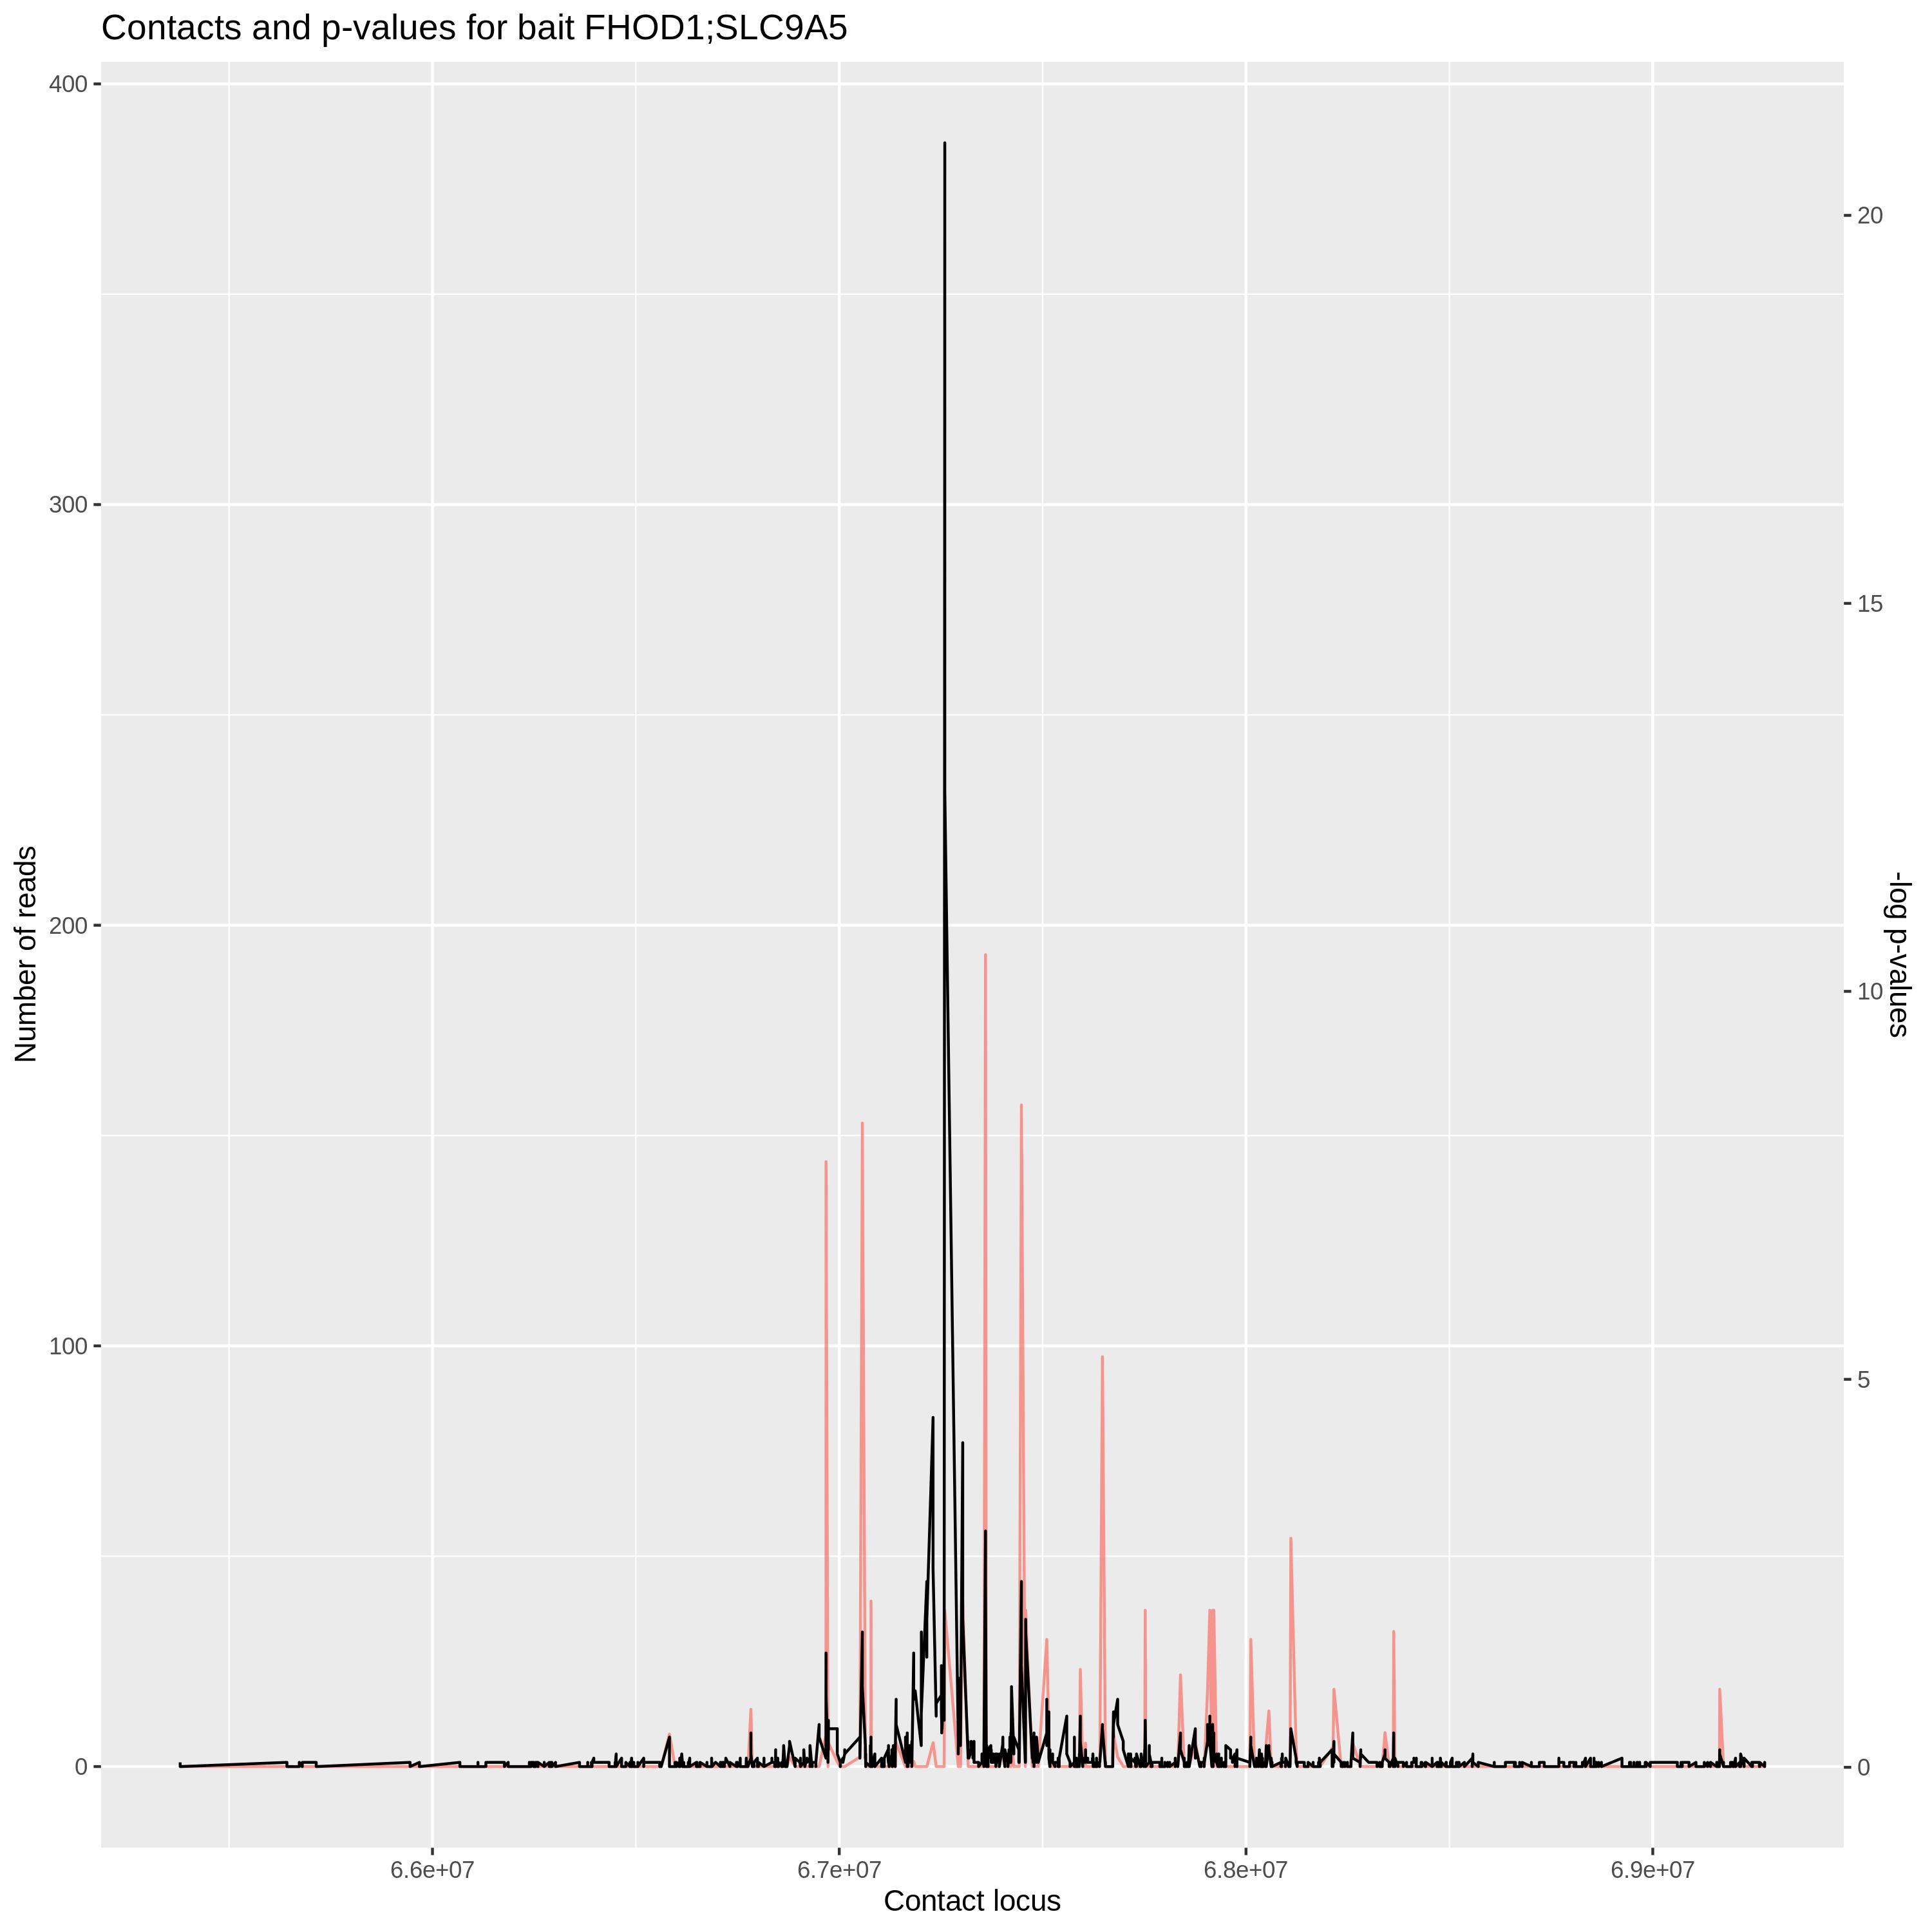 Contacts and p-values for bait FHOD1;SLC9A5
400
300
200
100
0
Number of reads
20
15
10
5
0
-log p-values
6.6e+07
6.7e+07
6.8e+07
6.9e+07
Contact locus